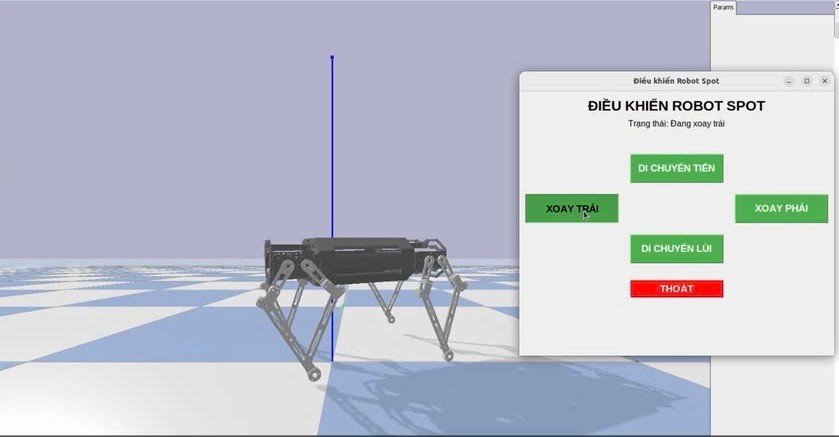 Params
Điều khiển Robot Spot
ĐIỀU KHIỂN ROBOT SPOT
Trạng thái: Đang xoay trái
DI CHUYỂN TIẾN
XOAY TRÁI
XOAY PHẢI
DI CHUYỂN LÙI
THOÁT